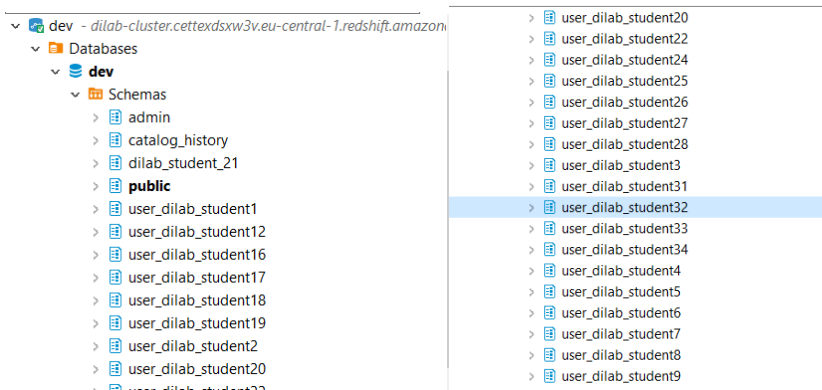 dev - dilab-cluster.cettexdsxw3v.eu-central-1.redshift.amazon
Databases
dev
Schemas
admin
catalog_history
dilab_student_21
public
user_dilab_student1
user_dilab_student12
user_dilab_student16
user_dilab_student17
user_dilab_student18
user_dilab_student19
user_dilab_student2
user_dilab_student20
user_dilab_student20
user_dilab_student22
user_dilab_student24
user_dilab_student25
user_dilab_student26
user_dilab_student27
user_dilab_student28
user_dilab_student3
user_dilab_student31
user_dilab_student32
user_dilab_student33
user_dilab_student34
user_dilab_student4
user_dilab_student5
user_dilab_student6
user_dilab_student7
user_dilab_student8
user_dilab_student9